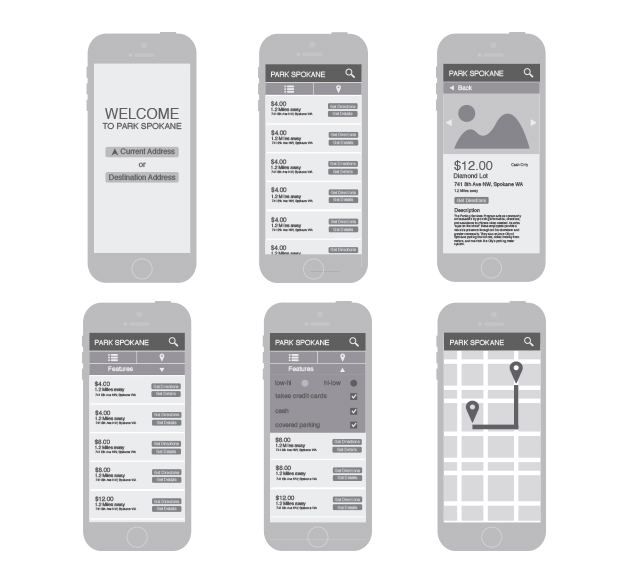 WELCOME
TO PARK SPOKANE
Current Address
or
Destination Address
PARK SPOKANE
$4.00
1.2 Miles away
741 8th Ave NW, Spokane WA
Get Directions
Get Details
$4.00
1.2 Miles away
741 8th Ave NW, Spokane WA
Get Directions
Get Details
$4.00
1.2 Miles away
741 8th Ave NW, Spokane WA
Get Directions
Get Details
$4.00
1.2 Miles away
741 8th Ave NW, Spokane WA
Get Directions
Get Details
$4.00
1.2 Miles away
741 8th Ave NW, Spokane WA
Get Directions
Get Details
$4.00
1.2 Miles away
Get Directions
PARK SPOKANE
Back
$12.00
Cash Only
Diamond Lot
741 8th Ave NW, Spokane WA
1.2 Miles away
Get Directions
Description
PARK SPOKANE
Features
$4.00
1.2 Miles away
741 8th Ave NW, Spokane WA
Get Directions
Get Details
$4.00
1.2 Miles away
741 8th Ave NW, Spokane WA
Get Directions
Get Details
$6.00
1.2 Miles away
741 8th Ave NW, Spokane WA
Get Directions
Get Details
$8.00
1.2 Miles away
741 8th Ave NW, Spokane WA
Get Directions
Get Details
$12.00
1.2 Miles away
741 8th Ave NW, Spokane WA
Get Directions
Get Details
PARK SPOKANE
Features
low-hi
hi-low
takes credit cards
cash
covered parking
$6.00
1.2 Miles away
741 8th Ave NW, Spokane WA
Get Directions
Get Details
$8.00
1.2 Miles away
741 8th Ave NW, Spokane WA
Get Directions
Get Details
$12.00
1.2 Miles away
741 8th Ave NW, Spokane WA
Get Directions
Get Details
PARK SPOKANE